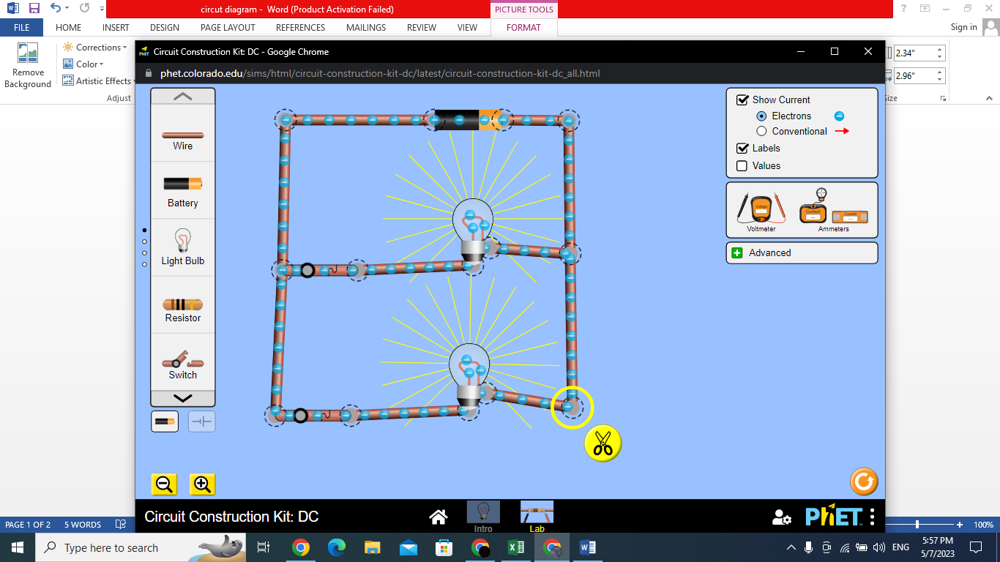 circut diagram - Word (Product Activation Failed)
PICTURE TOOLS
FILE HOME INSERT DESIGN PAGE LAYOUT REFERENCES MAILINGS REVIEW VIEW FORMAT
Sign in
Remove Background
Corrections
Color
Artistic Effects
Adjust
2.34"
2.96"
Size
Circuit Construction Kit: DC - Google Chrome
phet.colorado.edu/sims/html/circuit-construction-kit-dc/latest/circuit-construction-kit-dc_all.html
Wire
Battery
Light Bulb
Resistor
Switch
Show Current
Electrons
Conventional
Labels
Values
Voltage
Current
Current
Voltmeter
Ammeters
Advanced
Circuit Construction Kit: DC
Intro
Lab
PhET
PAGE 1 OF 2 5 WORDS
100%
Type here to search
ENG
5:57 PM
5/7/2023